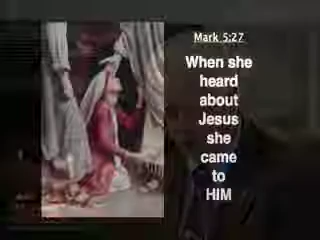 Mark 5:27
When she
heard
about
Jesus
she
came
to
HIM